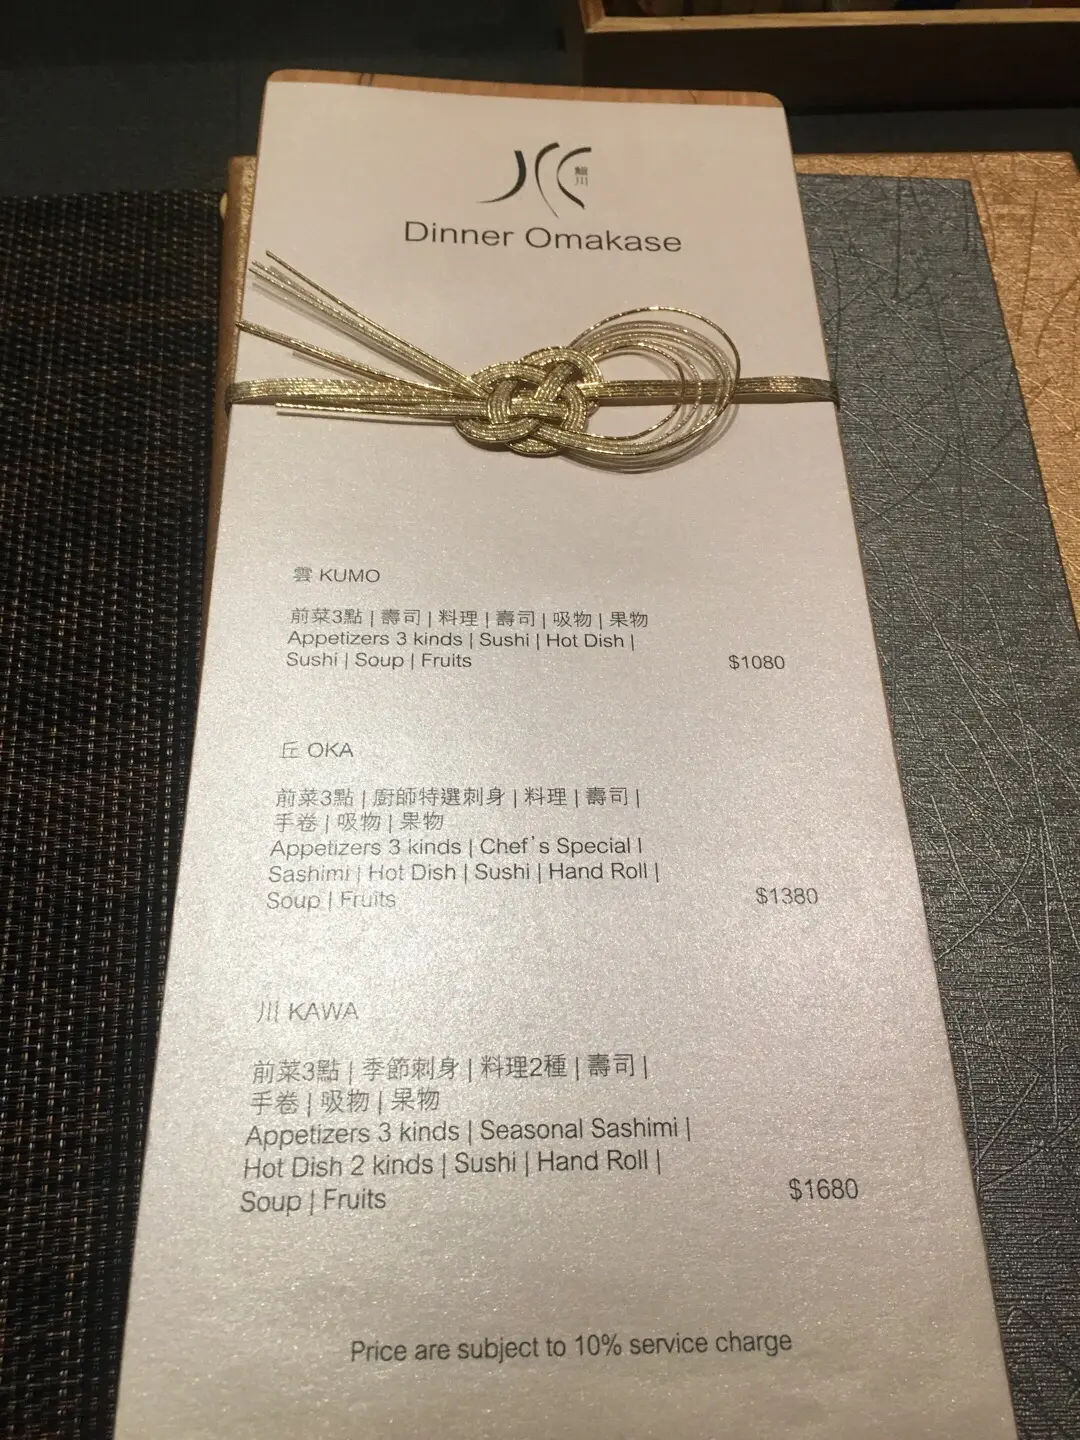 鮨川
Dinner Omakase
雲 KUMO
前菜3點 | 壽司 | 料理 | 壽司 | 吸物 | 果物
Appetizers 3 kinds | Sushi | Hot Dish |
Sushi | Soup | Fruits
$1080
丘 OKA
前菜3點 | 廚師特選刺身 | 料理 | 壽司 |
手卷 | 吸物 | 果物
Appetizers 3 kinds | Chef's Special l
Sashimi | Hot Dish | Sushi | Hand Roll |
Soup | Fruits
$1380
川 KAWA
前菜3點 | 季節刺身 | 料理2種 | 壽司 |
手卷 | 吸物 | 果物
Appetizers 3 kinds | Seasonal Sashimi |
Hot Dish 2 kinds | Sushi | Hand Roll |
Soup | Fruits
$1680
Price are subject to 10% service charge